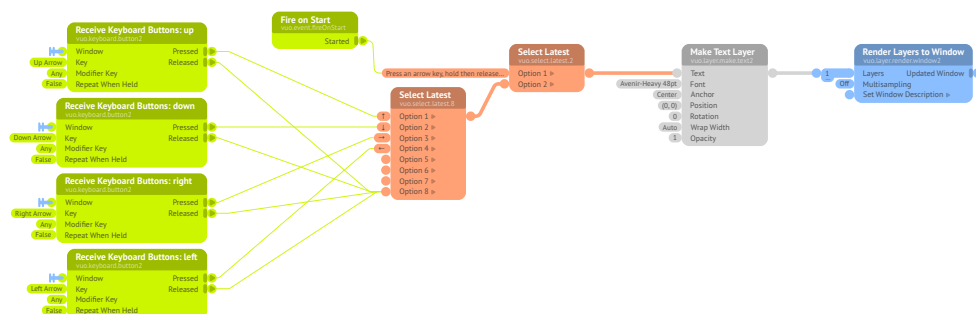 Receive Keyboard Buttons: up
vuo.keyboard.button2
Window Pressed
Up Arrow Key Released
Any Modifier Key
False Repeat When Held
Receive Keyboard Buttons: down
vuo.keyboard.button2
Window Pressed
Down Arrow Key Released
Any Modifier Key
False Repeat When Held
Receive Keyboard Buttons: right
vuo.keyboard.button2
Window Pressed
Right Arrow Key Released
Any Modifier Key
False Repeat When Held
Receive Keyboard Buttons: left
vuo.keyboard.button2
Window Pressed
Left Arrow Key Released
Any Modifier Key
False Repeat When Held
Fire on Start
vuo.event.fireOnStart
Started
Select Latest
vuo.select.latest.8
↑ Option 1
↓ Option 2
→ Option 3
← Option 4
Option 5
Option 6
Option 7
Option 8
Select Latest
vuo.select.latest.2
Press an arrow key, hold then release... Option 1
Option 2
Make Text Layer
vuo.layer.make.text2
Text
Avenir-Heavy 48pt Font
Center Anchor
(0, 0) Position
0 Rotation
Auto Wrap Width
1 Opacity
Render Layers to Window
vuo.layer.render.window2
1 Layers Updated Window
Off Multisampling
Set Window Description